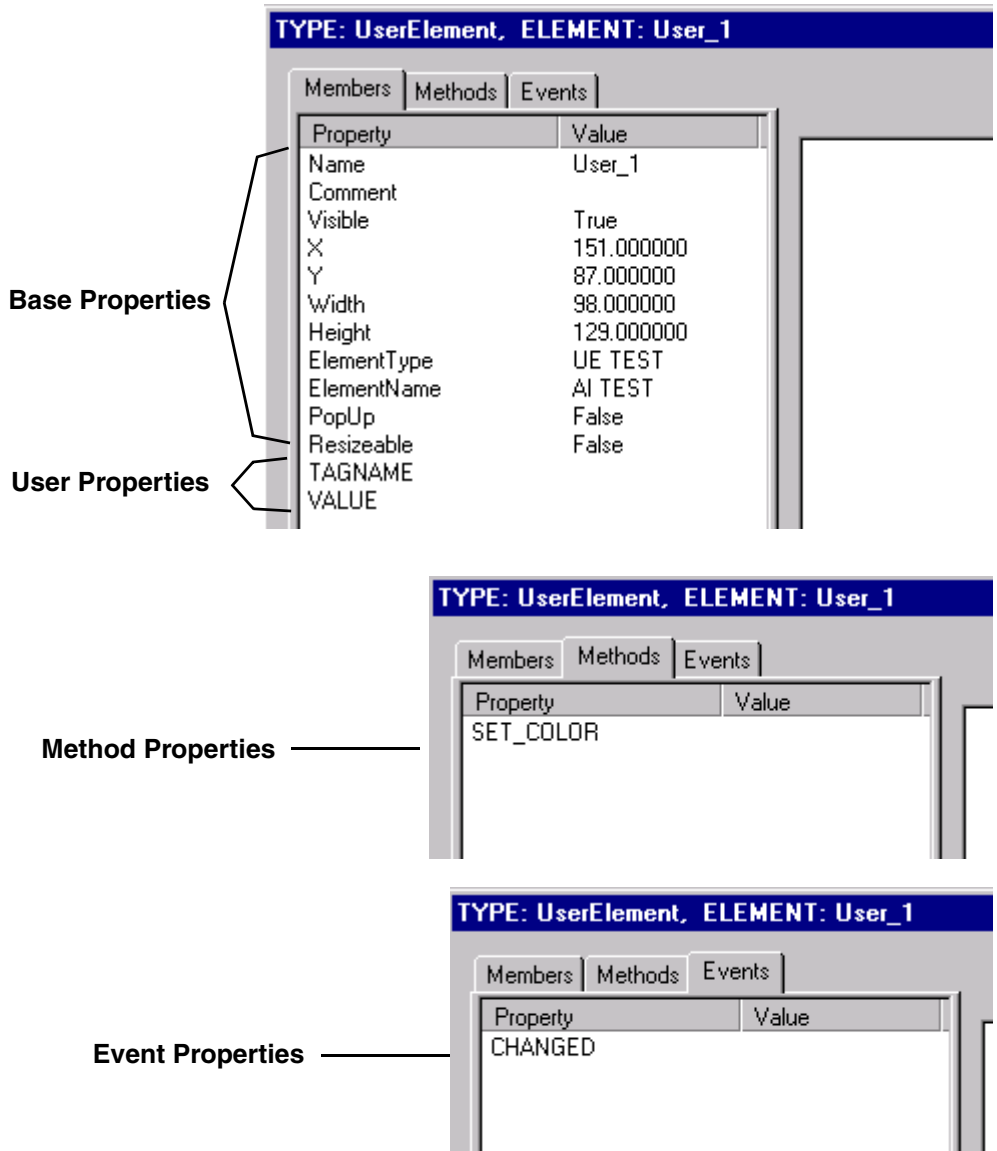 TYPE: UserElement, ELEMENT: User_1
Members Methods Events
Property Value
Name User_1
Comment
Visible True
X 151.000000
Y 87.000000
Base Properties
Width 98.000000
Height 129.000000
ElementType UE TEST
ElementName AI TEST
PopUp False
Resizeable False
User Properties
TAGNAME
VALUE
TYPE: UserElement, ELEMENT: User_1
Members Methods Events
Property Value
SET_COLOR
Method Properties
TYPE: UserElement, ELEMENT: User_1
Members Methods Events
Property Value
CHANGED
Event Properties